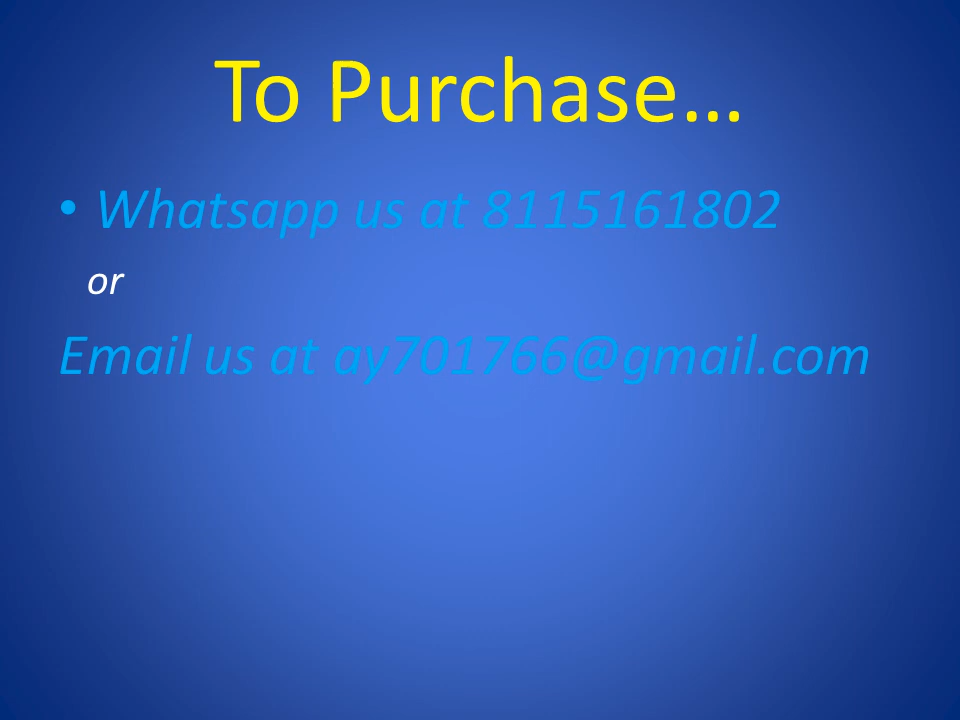 To Purchase…
• Whatsapp us at 8115161802
or
Email us at ay701766@gmail.com